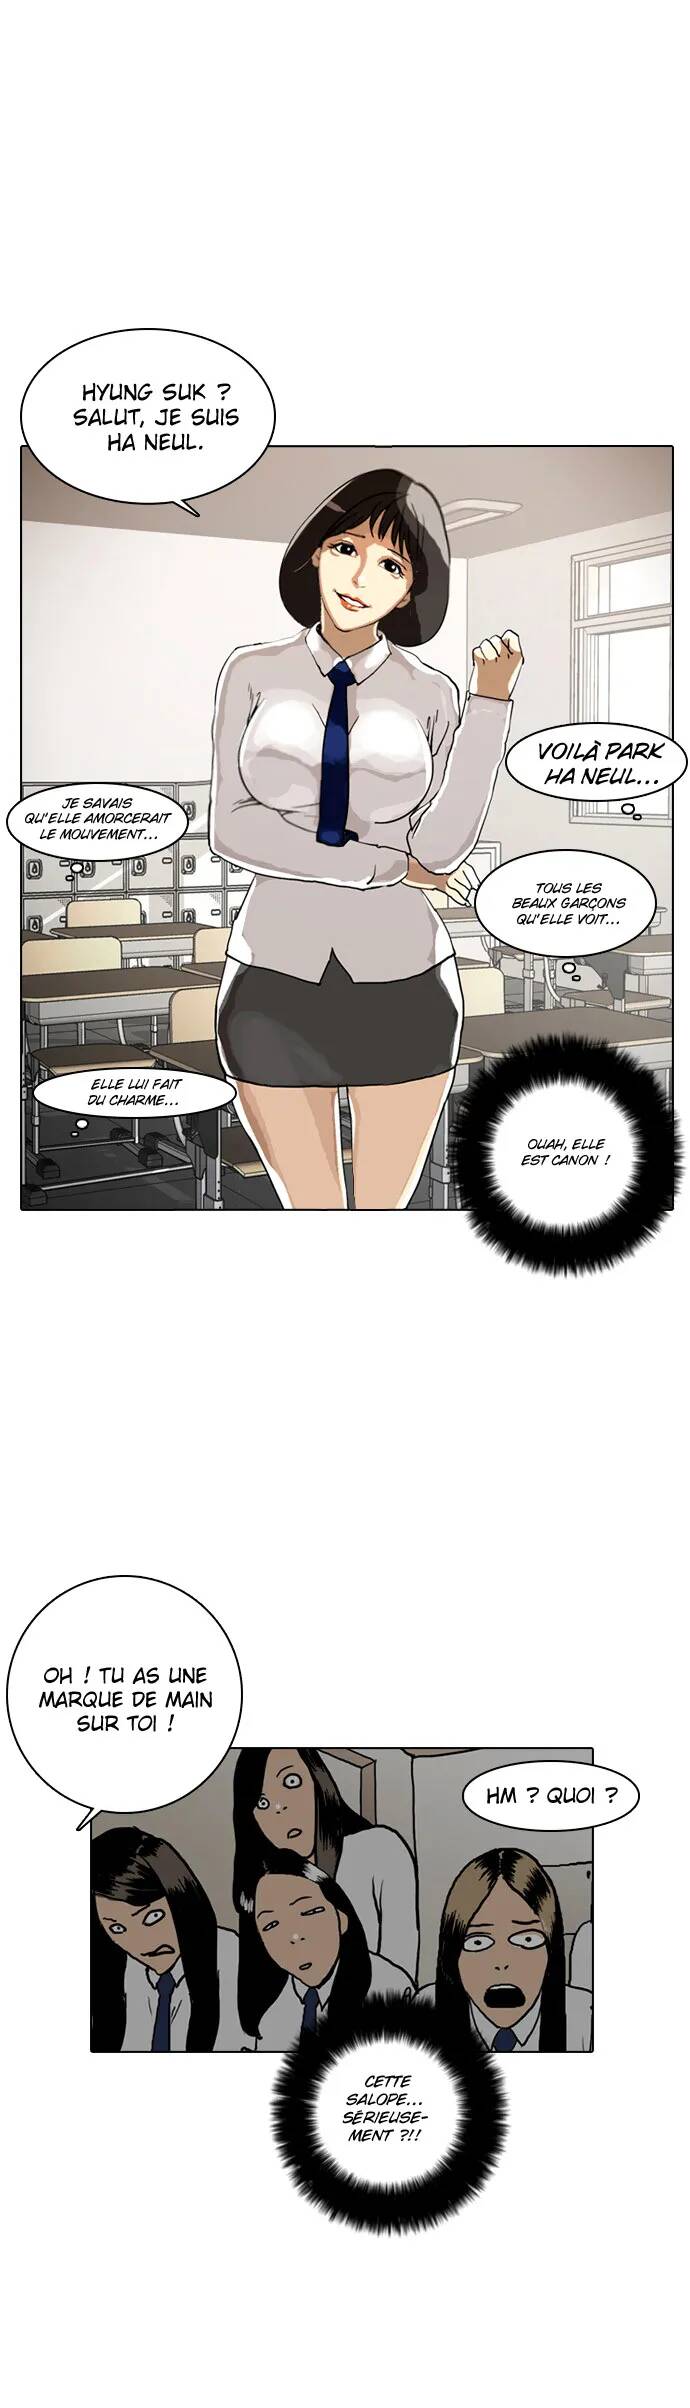 HYUNG SUK ?
SALUT, JE SUIS
HA NEUL.
VOILÀ PARK
HA NEUL...
JE SAVAIS
QU'ELLE AMORCERAIT
LE MOUVEMENT...
TOUS LES
BEAUX GARÇONS
QU'ELLE VOIT...
ELLE LUI FAIT
DU CHARME...
OUAH, ELLE
EST CANON !
OH ! TU AS UNE
MARQUE DE MAIN
SUR TOI !
HM ? QUOI ?
CETTE
SALOPE...
SÉRIEUSE-
MENT ?!!